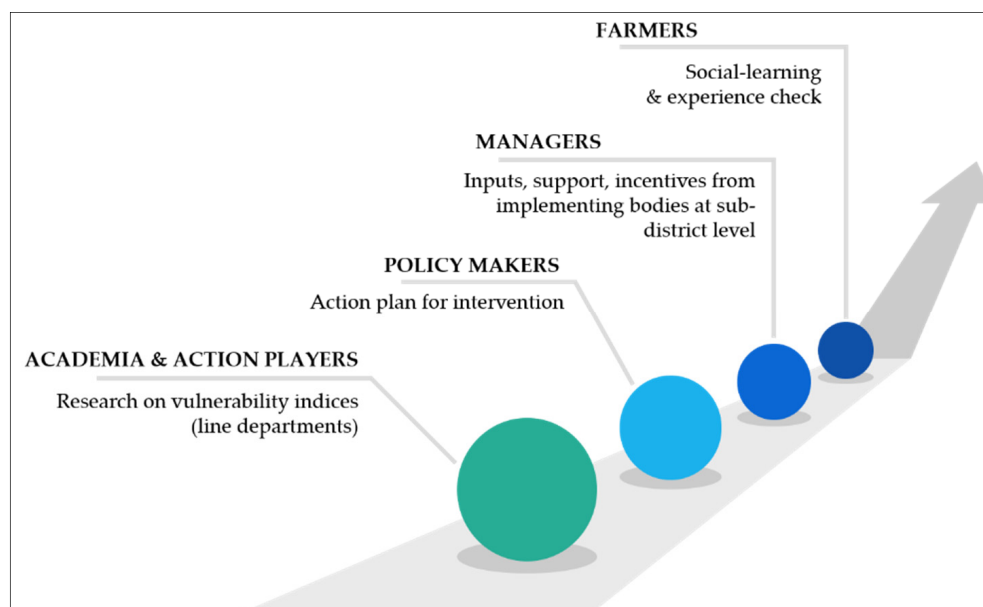 FARMERS
Social-learning
& experience check
MANAGERS
Inputs, support, incentives from
implementing bodies at sub-
district level
POLICY MAKERS
Action plan for intervention
ACADEMIA & ACTION PLAYERS
Research on vulnerability indices
(line departments)